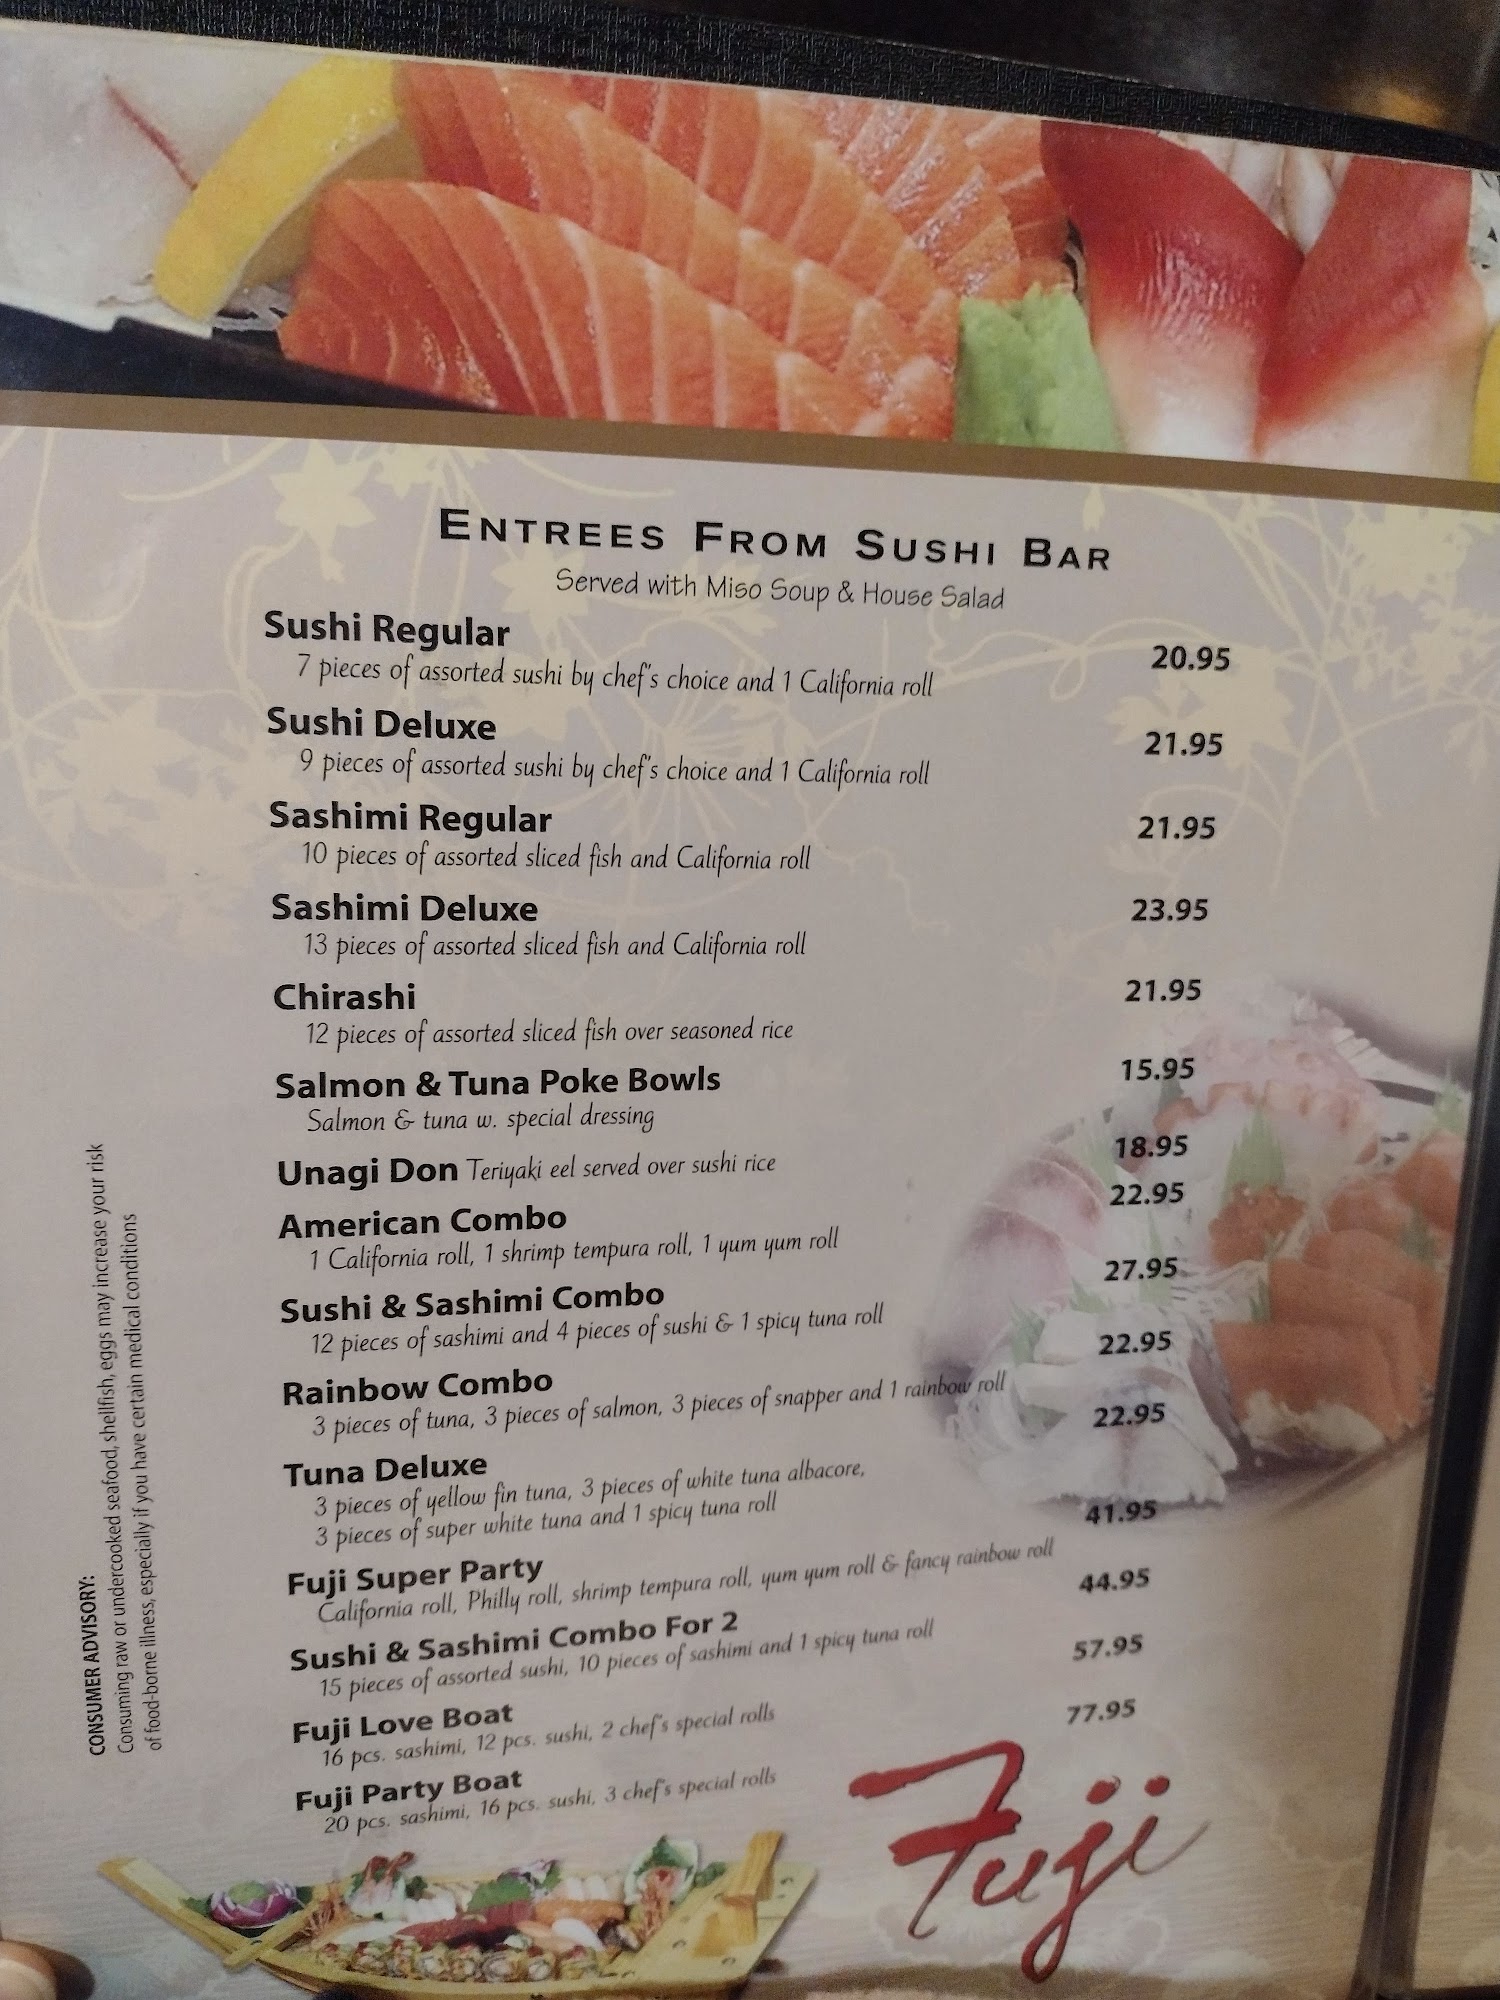 ENTREES FROM SUSHI BAR
Served with Miso Soup & House Salad
Sushi Regular 20.95
7 pieces of assorted sushi by chef's choice and 1 California roll
Sushi Deluxe 21.95
9 pieces of assorted sushi by chef's choice and 1 California roll
Sashimi Regular 21.95
10 pieces of assorted sliced fish and California roll
Sashimi Deluxe 23.95
13 pieces of assorted sliced fish and California roll
Chirashi 21.95
12 pieces of assorted sliced fish over seasoned rice
Salmon & Tuna Poke Bowls 15.95
Salmon & tuna w. special dressing
Unagi Don Teriyaki eel served over sushi rice 18.95
American Combo 22.95
1 California roll, 1 shrimp tempura roll, 1 yum yum roll
Sushi & Sashimi Combo 27.95
12 pieces of sashimi and 4 pieces of sushi & 1 spicy tuna roll
Rainbow Combo 22.95
3 pieces of tuna, 3 pieces of salmon, 3 pieces of snapper and 1 rainbow roll
Tuna Deluxe 22.95
3 pieces of yellow fin tuna, 3 pieces of white tuna albacore,
3 pieces of super white tuna and 1 spicy tuna roll
Fuji Super Party 41.95
California roll, Philly roll, shrimp tempura roll, yum yum roll & fancy rainbow roll
Sushi & Sashimi Combo For 2 44.95
15 pieces of assorted sushi, 10 pieces of sashimi and 1 spicy tuna roll
Fuji Love Boat 57.95
16 pcs. sashimi, 12 pcs. sushi, 2 chef's special rolls
Fuji Party Boat 77.95
20 pcs. sashimi, 16 pcs. sushi, 3 chef's special rolls
Fuji
CONSUMER ADVISORY:
Consuming raw or undercooked seafood, shellfish, eggs may increase your risk
of food-borne illness, especially if you have certain medical conditions